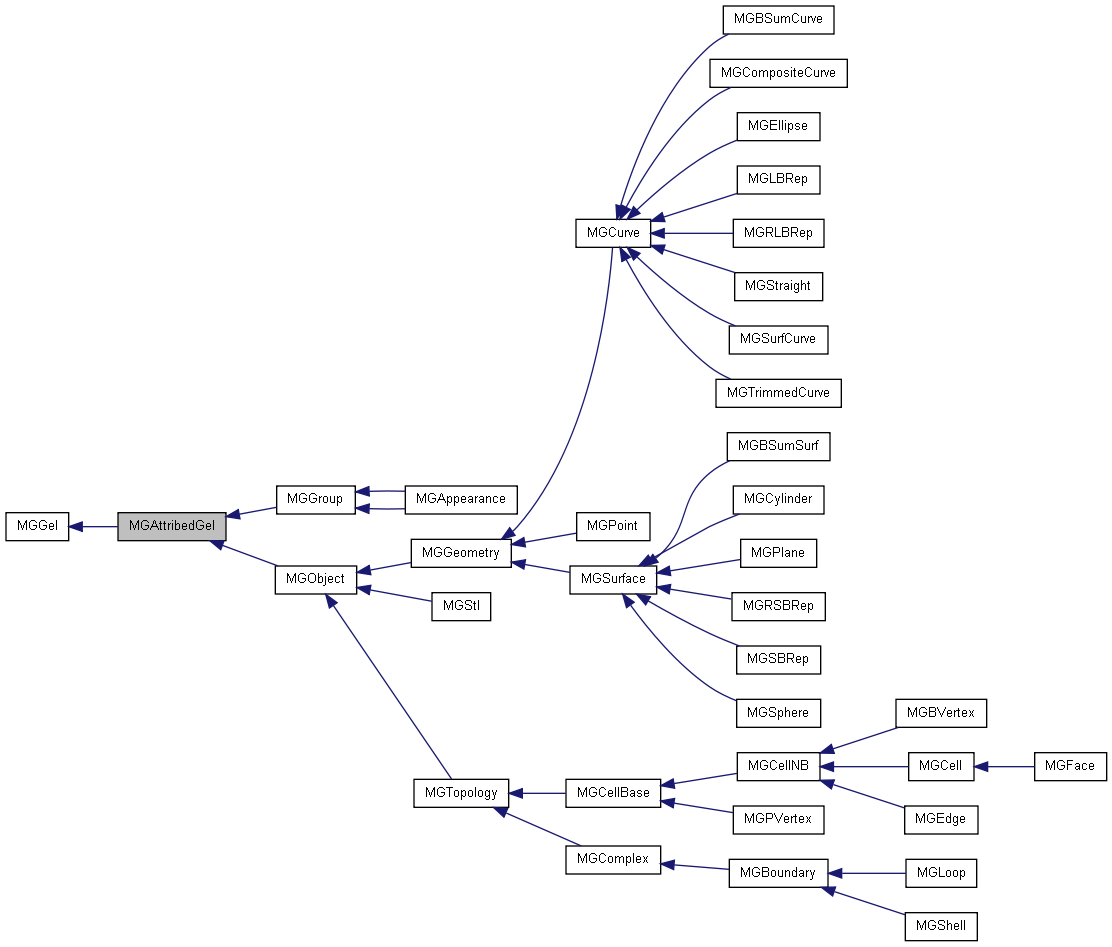 MGBSumCurve
MGCompositeCurve
MGEllipse
MGLBRep
MGCurve
MGRLBRep
MGStraight
MGSurfCurve
MGTrimmedCurve
MGBSumSurf
MGGroup
MGAppearance
MGCylinder
MGGel
MGAttribedGel
MGPoint
MGGeometry
MGPlane
MGObject
MGSurface
MGStl
MGRSBRep
MGSBRep
MGSphere
MGBVertex
MGCellNB
MGCell
MGFace
MGTopology
MGCellBase
MGPVertex
MGEdge
MGComplex
MGBoundary
MGLoop
MGShell